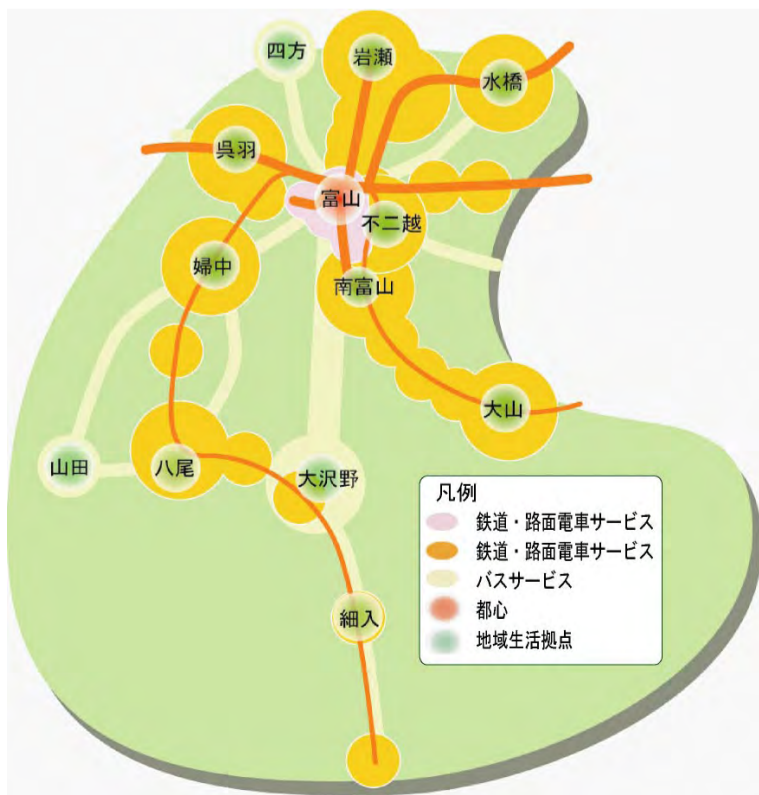 四方
岩瀬
水橋
呉羽
富山
不二越
婦中
南富山
大山
山田
八尾
大沢野
細入
凡例
鉄道・路面電車サービス
鉄道・路面電車サービス
バスサービス
都心
地域生活拠点